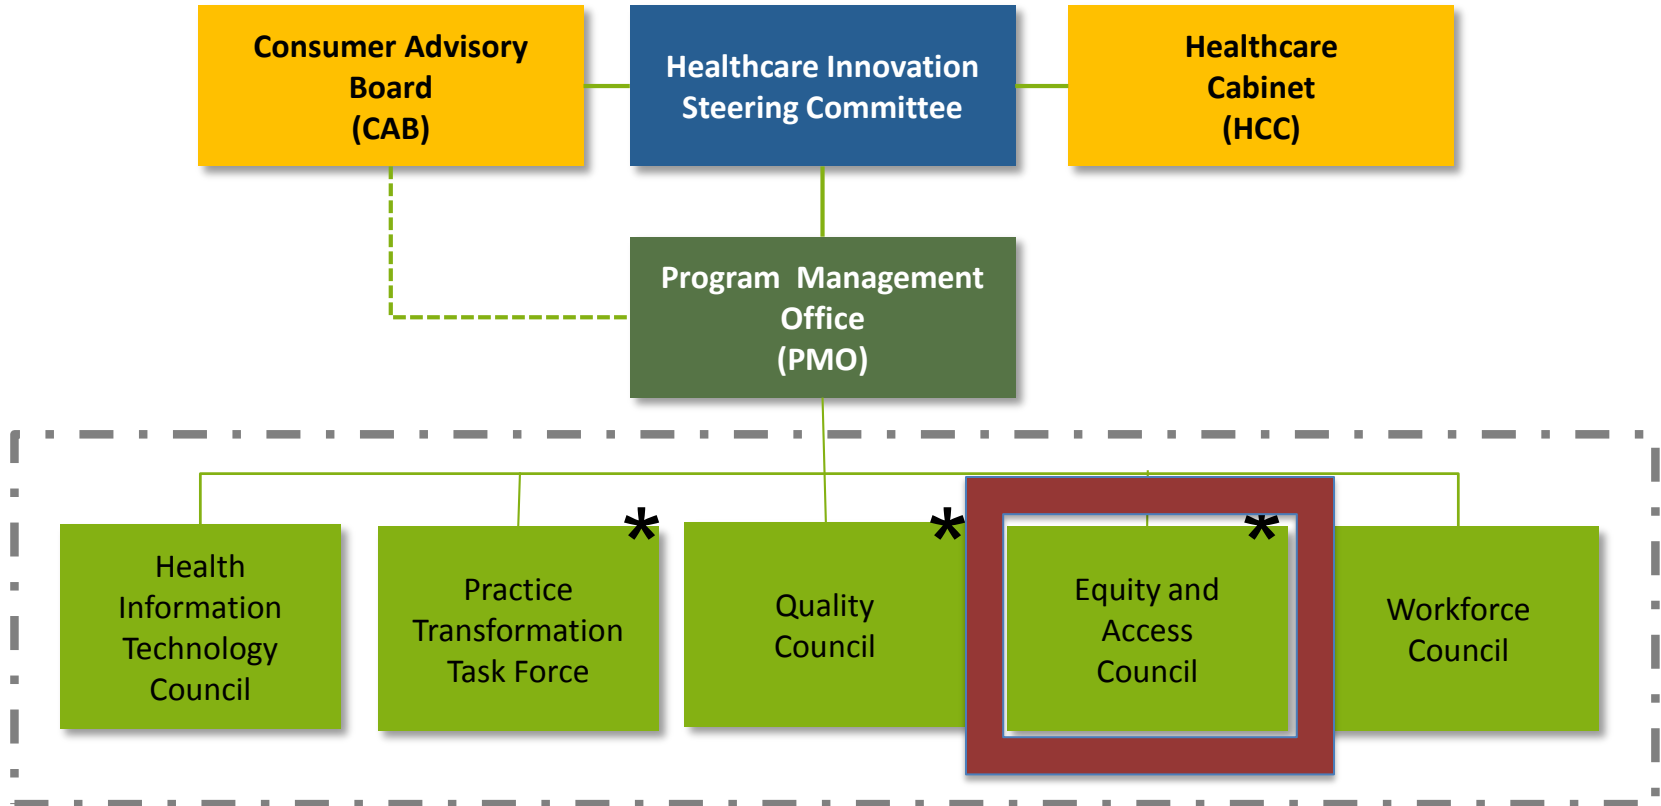 Consumer Advisory
Board
(CAB)
Healthcare Innovation
Steering Committee
Healthcare
Cabinet
(HCC)
Program  Management
Office
(PMO)
Health
Information
Technology
Council
*
Practice
Transformation
Task Force
*
Quality
Council
*
Equity and
Access
Council
Workforce
Council